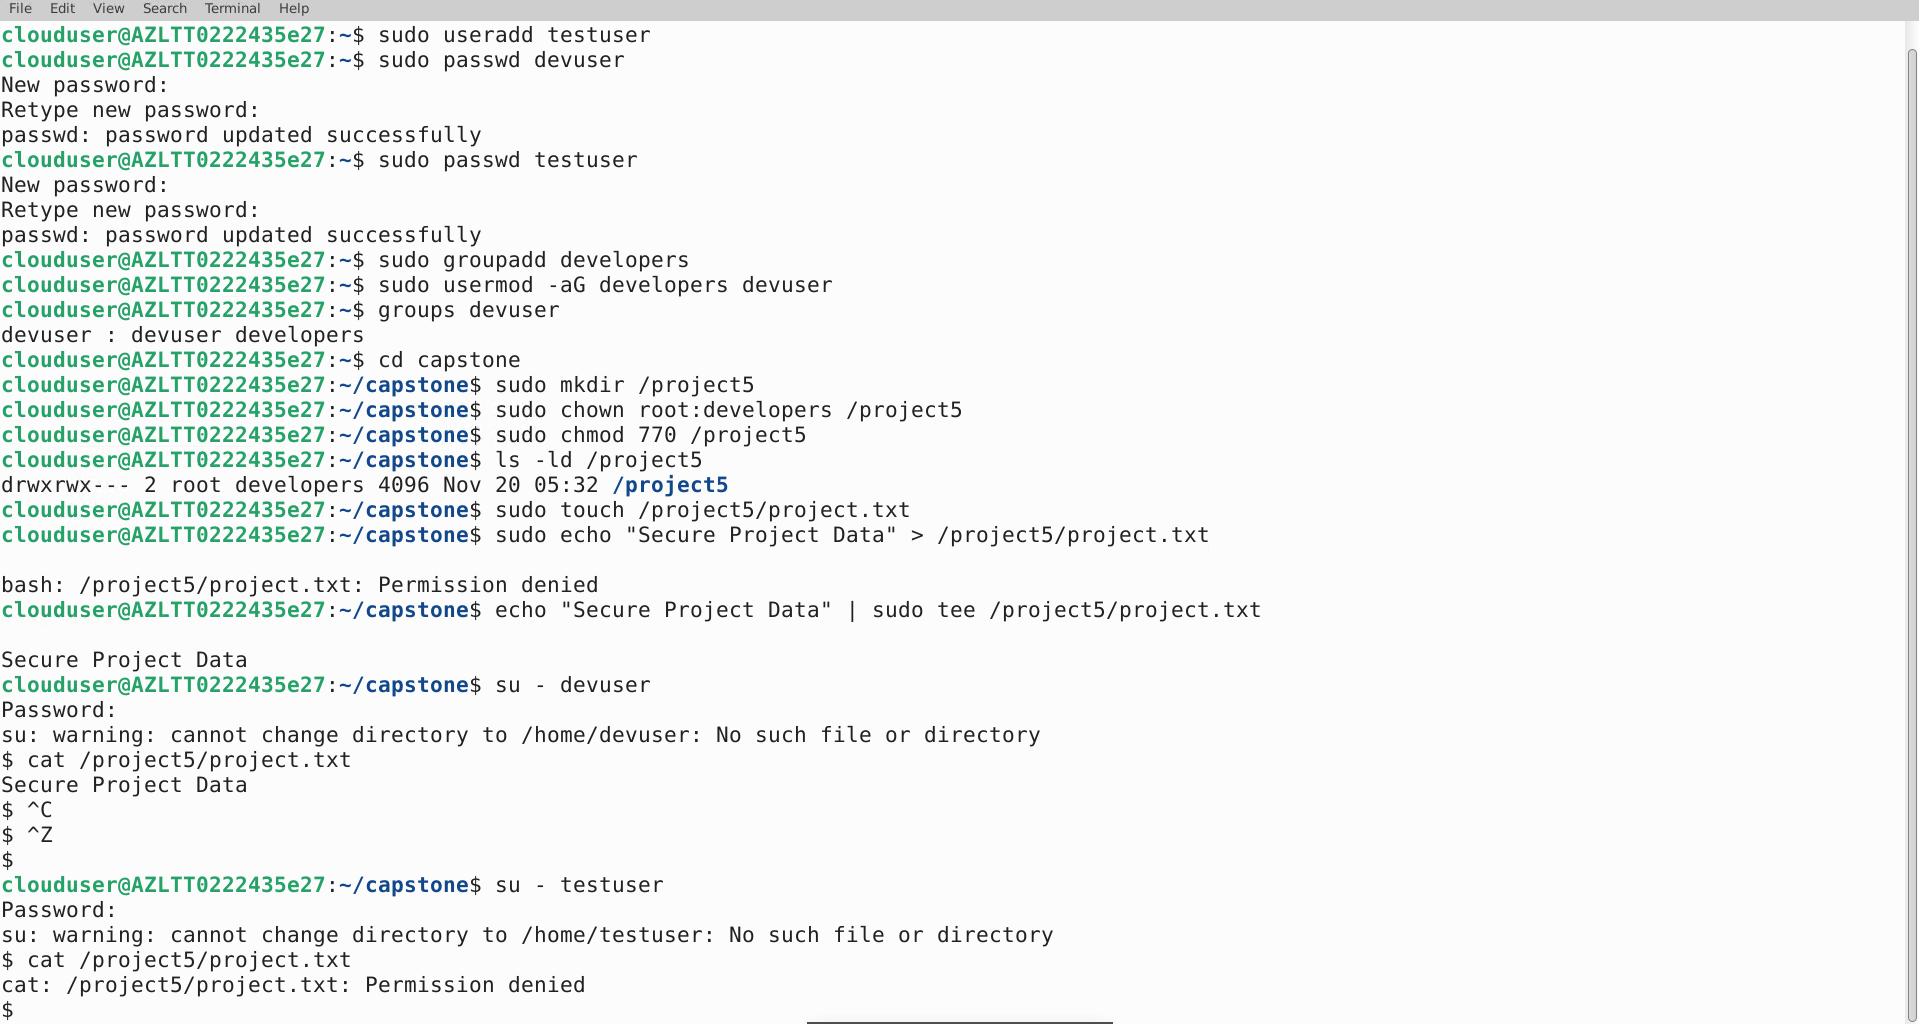 File Edit View Search Terminal Help
clouduser@AZLTT0222435e27:~$ sudo useradd testuser
clouduser@AZLTT0222435e27:~$ sudo passwd devuser
New password:
Retype new password:
passwd: password updated successfully
clouduser@AZLTT0222435e27:~$ sudo passwd testuser
New password:
Retype new password:
passwd: password updated successfully
clouduser@AZLTT0222435e27:~$ sudo groupadd developers
clouduser@AZLTT0222435e27:~$ sudo usermod -aG developers devuser
clouduser@AZLTT0222435e27:~$ groups devuser
devuser : devuser developers
clouduser@AZLTT0222435e27:~$ cd capstone
clouduser@AZLTT0222435e27:~/capstone$ sudo mkdir /project5
clouduser@AZLTT0222435e27:~/capstone$ sudo chown root:developers /project5
clouduser@AZLTT0222435e27:~/capstone$ sudo chmod 770 /project5
clouduser@AZLTT0222435e27:~/capstone$ ls -ld /project5
drwxrwx--- 2 root developers 4096 Nov 20 05:32 /project5
clouduser@AZLTT0222435e27:~/capstone$ sudo touch /project5/project.txt
clouduser@AZLTT0222435e27:~/capstone$ sudo echo "Secure Project Data" > /project5/project.txt
bash: /project5/project.txt: Permission denied
clouduser@AZLTT0222435e27:~/capstone$ echo "Secure Project Data" | sudo tee /project5/project.txt
Secure Project Data
clouduser@AZLTT0222435e27:~/capstone$ su - devuser
Password:
su: warning: cannot change directory to /home/devuser: No such file or directory
$ cat /project5/project.txt
Secure Project Data
$ ^C
$ ^Z
$
clouduser@AZLTT0222435e27:~/capstone$ su - testuser
Password:
su: warning: cannot change directory to /home/testuser: No such file or directory
$ cat /project5/project.txt
cat: /project5/project.txt: Permission denied
$